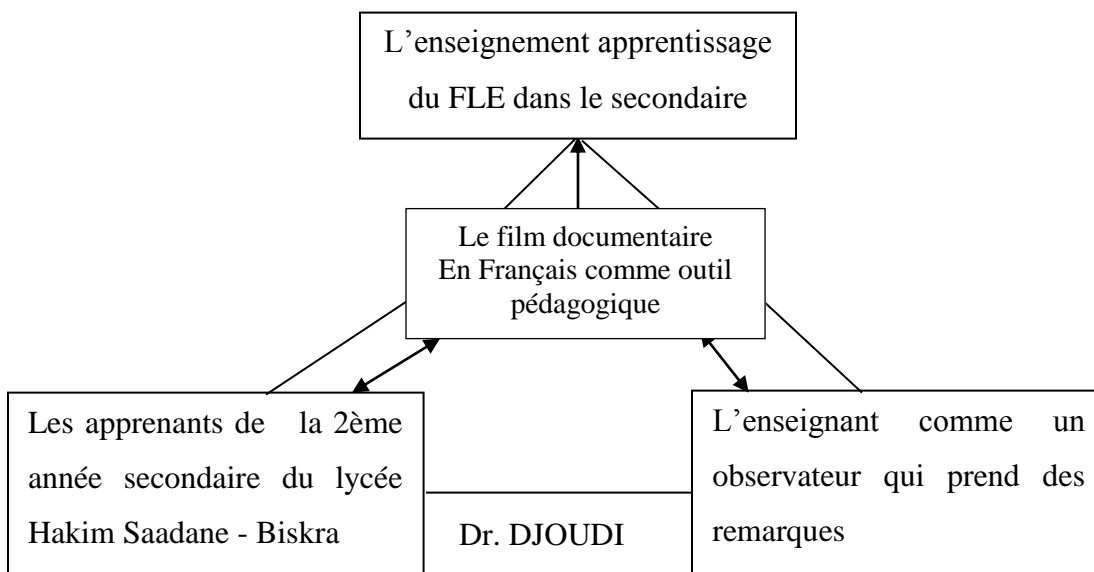 L’enseignement apprentissage
du FLE dans le secondaire
Le film documentaire
En Français comme outil
pédagogique
Les apprenants de la 2ème
année secondaire du lycée
Hakim Saadane - Biskra
Dr. DJOUDI
L’enseignant comme un
observateur qui prend des
remarques